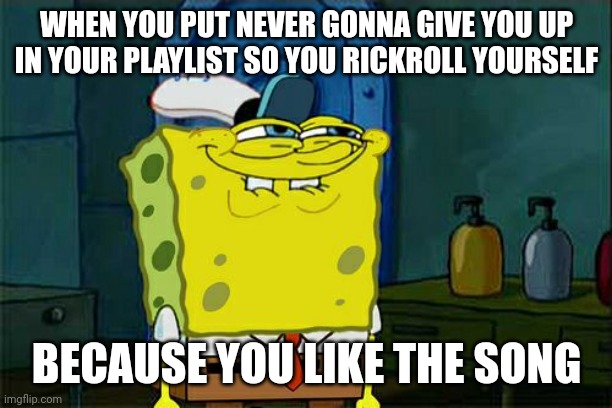 WHEN YOU PUT NEVER GONNA GIVE YOU UP
IN YOUR PLAYLIST SO YOU RICKROLL YOURSELF
BECAUSE YOU LIKE THE SONG
imgflip.com